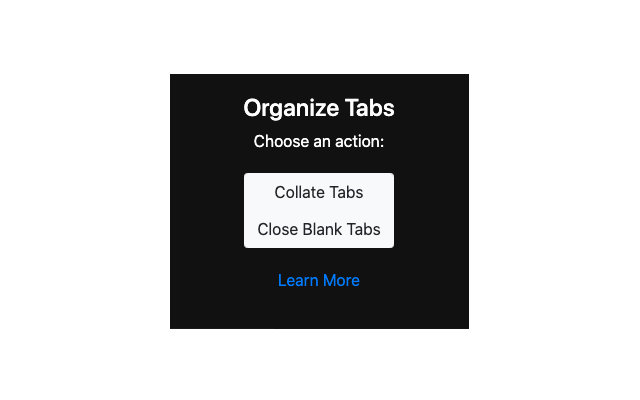 Organize Tabs
Choose an action:
Collate Tabs
Close Blank Tabs
Learn More